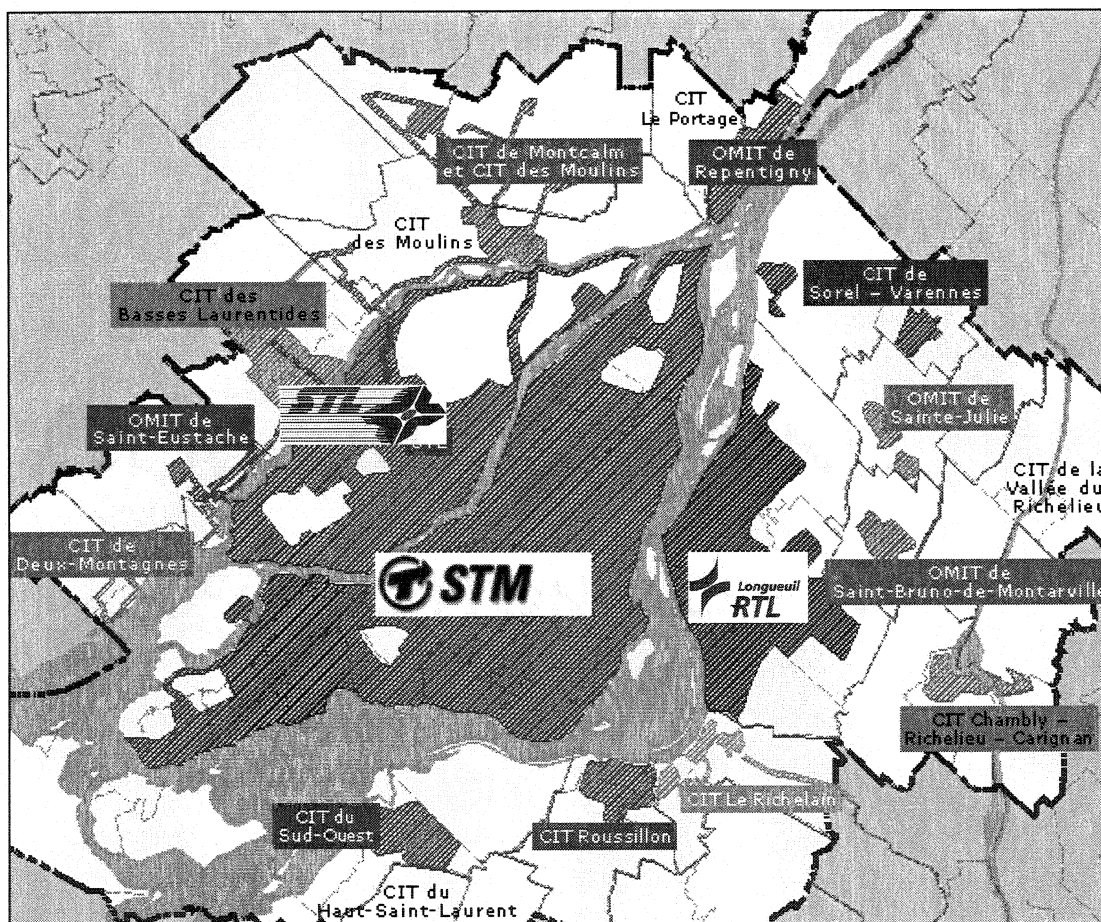 CIT
Le Portage
CIT de Montcalm
et CIT des Moulins
OMIT de
Repentigny
CIT
des Moulins
CIT de
Sorel – Varennes
CIT des
Basses Laurentides
STL
OMIT de
Saint-Eustache
OMIT de
Sainte-Julie
CIT de la
Vallée du
Richelieu
CIT de
Deux-Montagnes
STM
Longueuil
RTL
OMIT de
Saint-Bruno-de-Montarville
CIT Chambly –
Richelieu – Carignan
CIT Le Richelain
CIT du
Sud-Ouest
CIT Roussillon
CIT du
Haut-Saint-Laurent